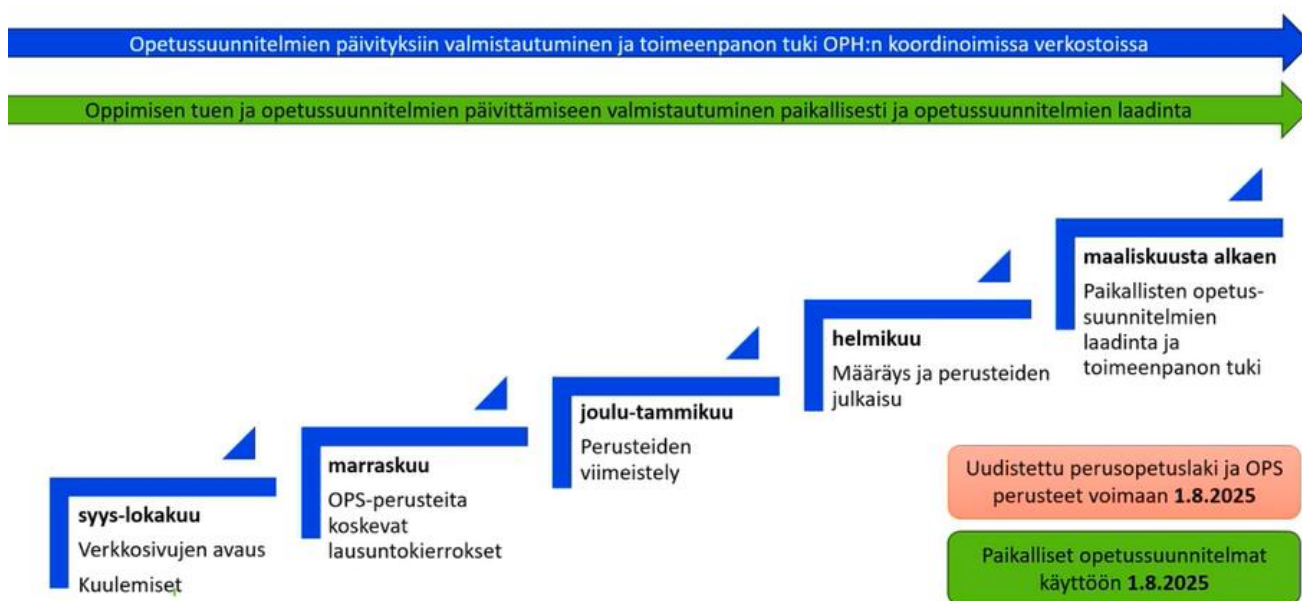 Opetussuunnitelmien päivityksiin valmistautuminen ja toimeenpanon tuki OPH:n koordinoimissa verkostoissa
Oppimisen tuen ja opetussuunnitelmien päivittämiseen valmistautuminen paikallisesti ja opetussuunnitelmien laadinta
syys-lokakuu
Verkkosivujen avaus
Kuulemiset
marraskuu
OPS-perusteita
koskevat
lausuntokierrokset
joulu-tammikuu
Perusteiden
viimeistely
helmikuu
Määräys ja perusteiden
julkaisu
maaliskuusta alkaen
Paikallisten opetus-
suunnitelmien
laadinta ja
toimeenpanon tuki
Uudistettu perusopetuslaki ja OPS
perusteet voimaan 1.8.2025
Paikalliset opetussuunnitelmat
käyttöön 1.8.2025